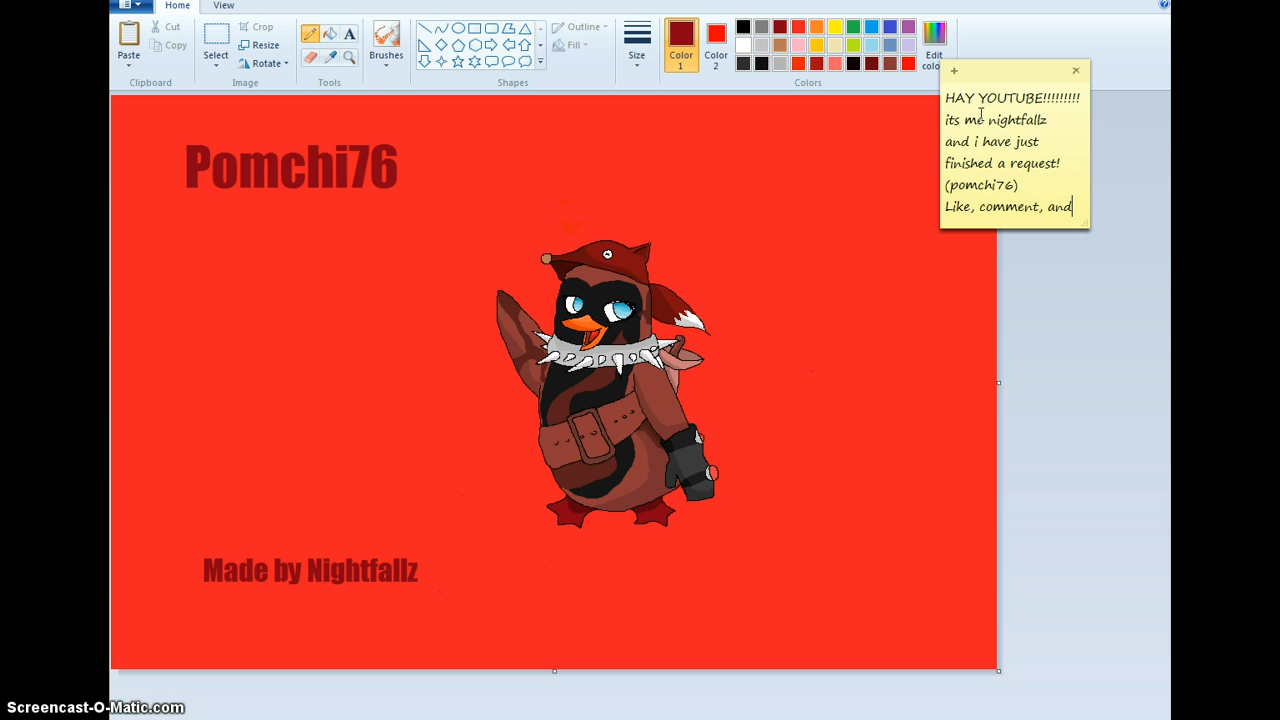 Home View
Cut
Copy
Paste
Clipboard
Crop
Resize
Rotate
Select
Image
A
Tools
Brushes
Shapes
Outline
Fill
Size
Color
1
Color
2
Edit
Colors
HAY YOUTUBE!!!!!!!!!
its me nightfallz
and i have just
finished a request!
(pomchi76)
Like, comment, and
Pomchi76
Made by Nightfallz
Screencast-O-Matic.com